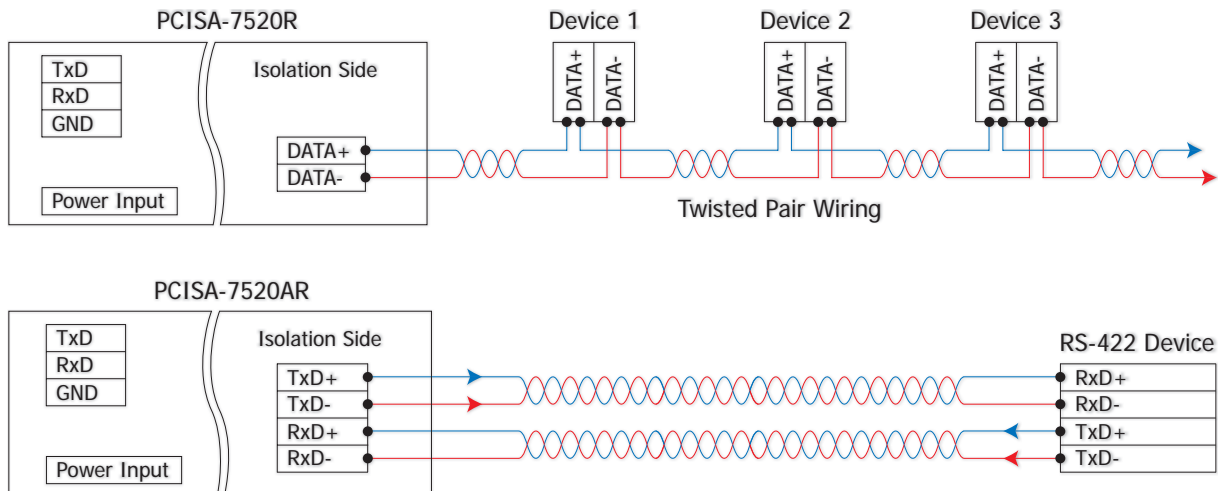 PCISA-7520R
Device 1
Device 2
Device 3
TxD
RxD
GND
Isolation Side
DATA+
DATA-
DATA+
DATA-
DATA+
DATA-
DATA+
DATA-
Power Input
Twisted Pair Wiring
PCISA-7520AR
TxD
RxD
GND
Isolation Side
RS-422 Device
TxD+
TxD-
RxD+
RxD-
RxD+
RxD-
TxD+
TxD-
Power Input